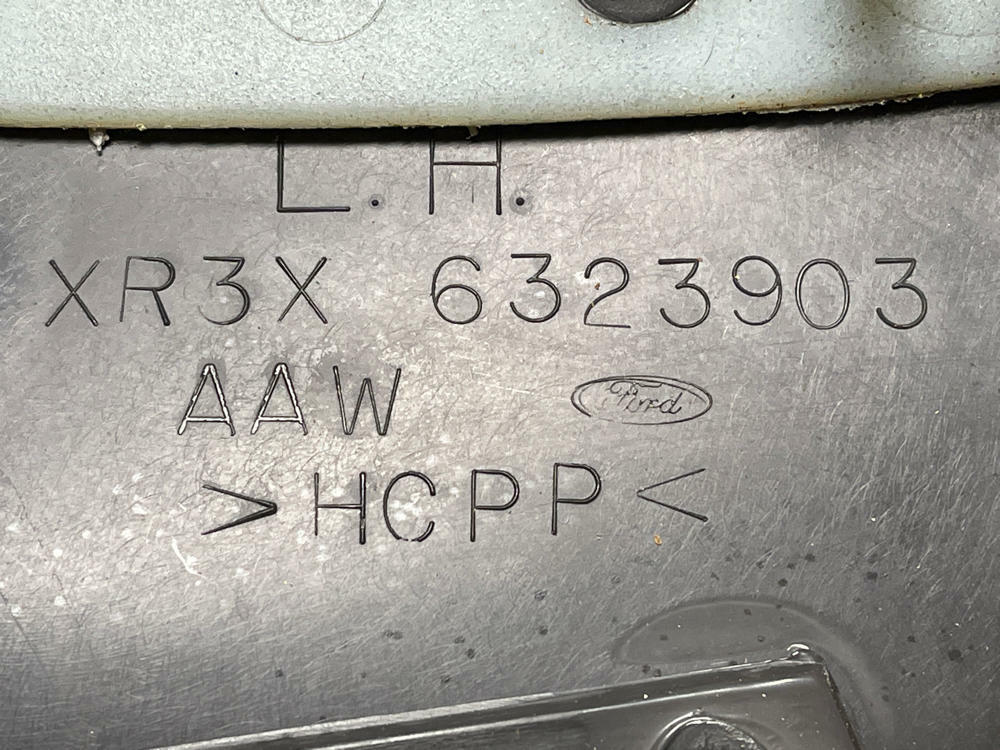 L.H.
XR3X 6323903
AAW Ford
>HCPP<